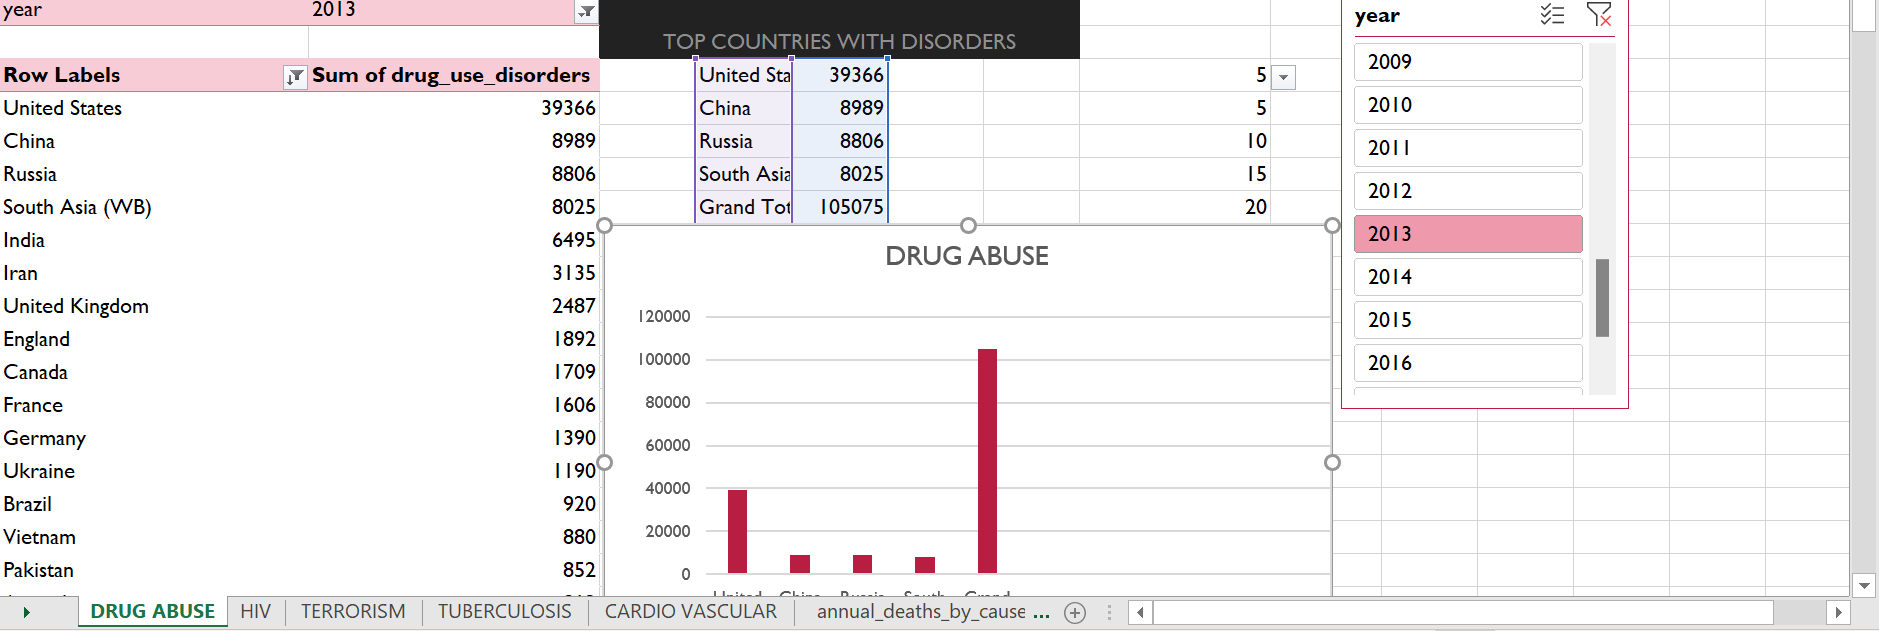 year 2013
TOP COUNTRIES WITH DISORDERS
Row Labels Sum of drug_use_disorders
United States 39366
China 8989
Russia 8806
South Asia (WB) 8025
India 6495
Iran 3135
United Kingdom 2487
England 1892
Canada 1709
France 1606
Germany 1390
Ukraine 1190
Brazil 920
Vietnam 880
Pakistan 852
United Sta 39366 5
China 8989 5
Russia 8806 10
South Asia 8025 15
Grand Tot 105075 20
DRUG ABUSE
120000
100000
80000
60000
40000
20000
0
year
2009
2010
2011
2012
2013
2014
2015
2016
DRUG ABUSE HIV TERRORISM TUBERCULOSIS CARDIO VASCULAR annual_deaths_by_cause ...